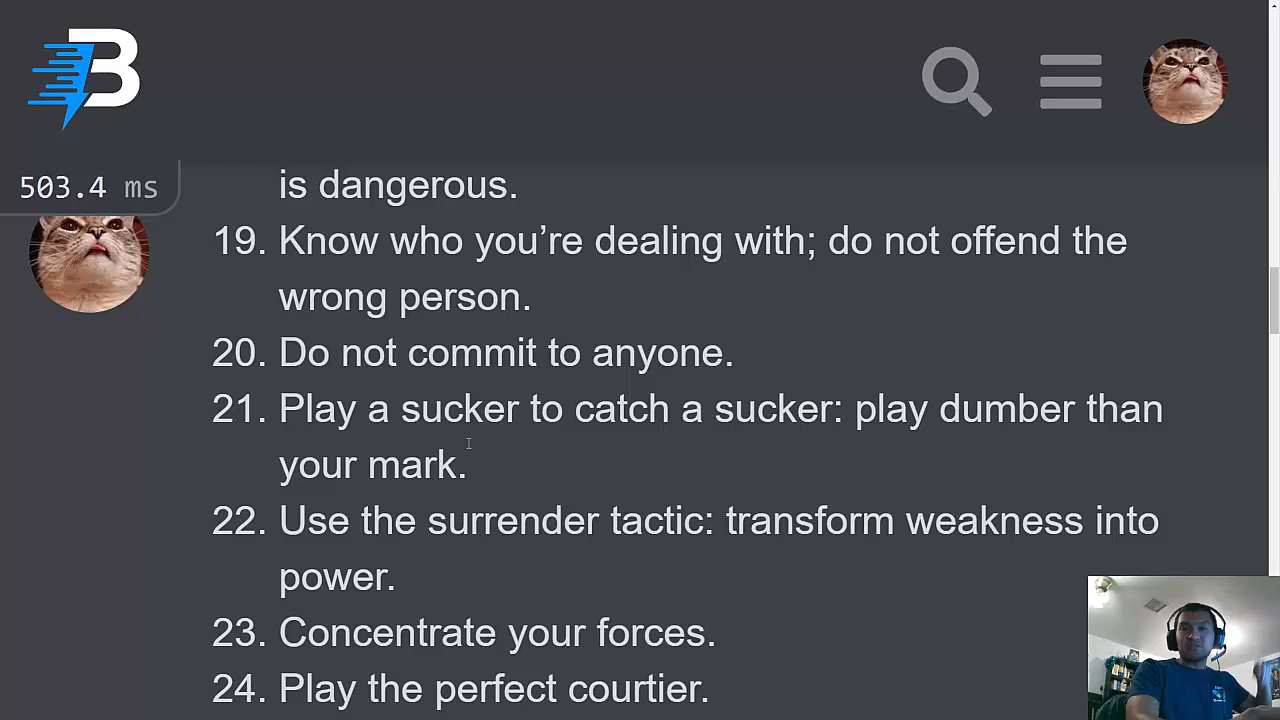 B
503.4 ms
is dangerous.
19. Know who you’re dealing with; do not offend the
wrong person.
20. Do not commit to anyone.
21. Play a sucker to catch a sucker: play dumber than
your mark.
22. Use the surrender tactic: transform weakness into
power.
23. Concentrate your forces.
24. Play the perfect courtier.